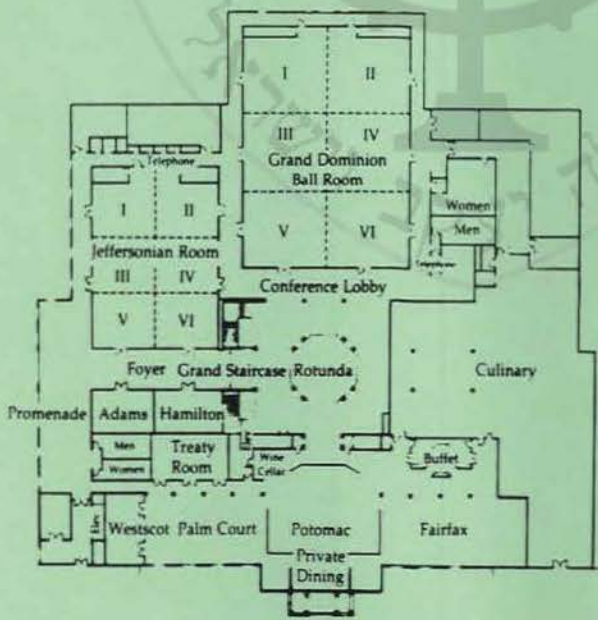 I II
III IV
Grand Dominion
Ball Room
V VI
Telephone
I II
Jeffersonian Room
III IV
V VI
Women
Men
Telephone
Conference Lobby
Foyer Grand Staircase Rotunda
Culinary
Promenade Adams Hamilton
Men
Women
Treaty
Room
Wine
Cellar
Buffet
Elev
Westscot Palm Court Potomac Fairfax
Private
Dining